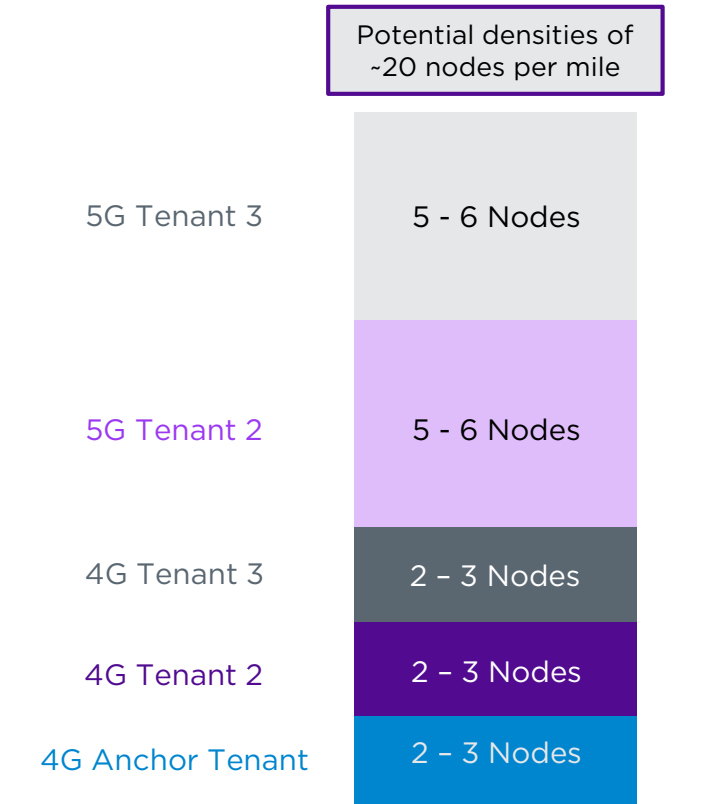 Potential densities of
~20 nodes per mile
5G Tenant 3
5 - 6 Nodes
5G Tenant 2
5 - 6 Nodes
4G Tenant 3
2 – 3 Nodes
4G Tenant 2
2 – 3 Nodes
4G Anchor Tenant
2 – 3 Nodes